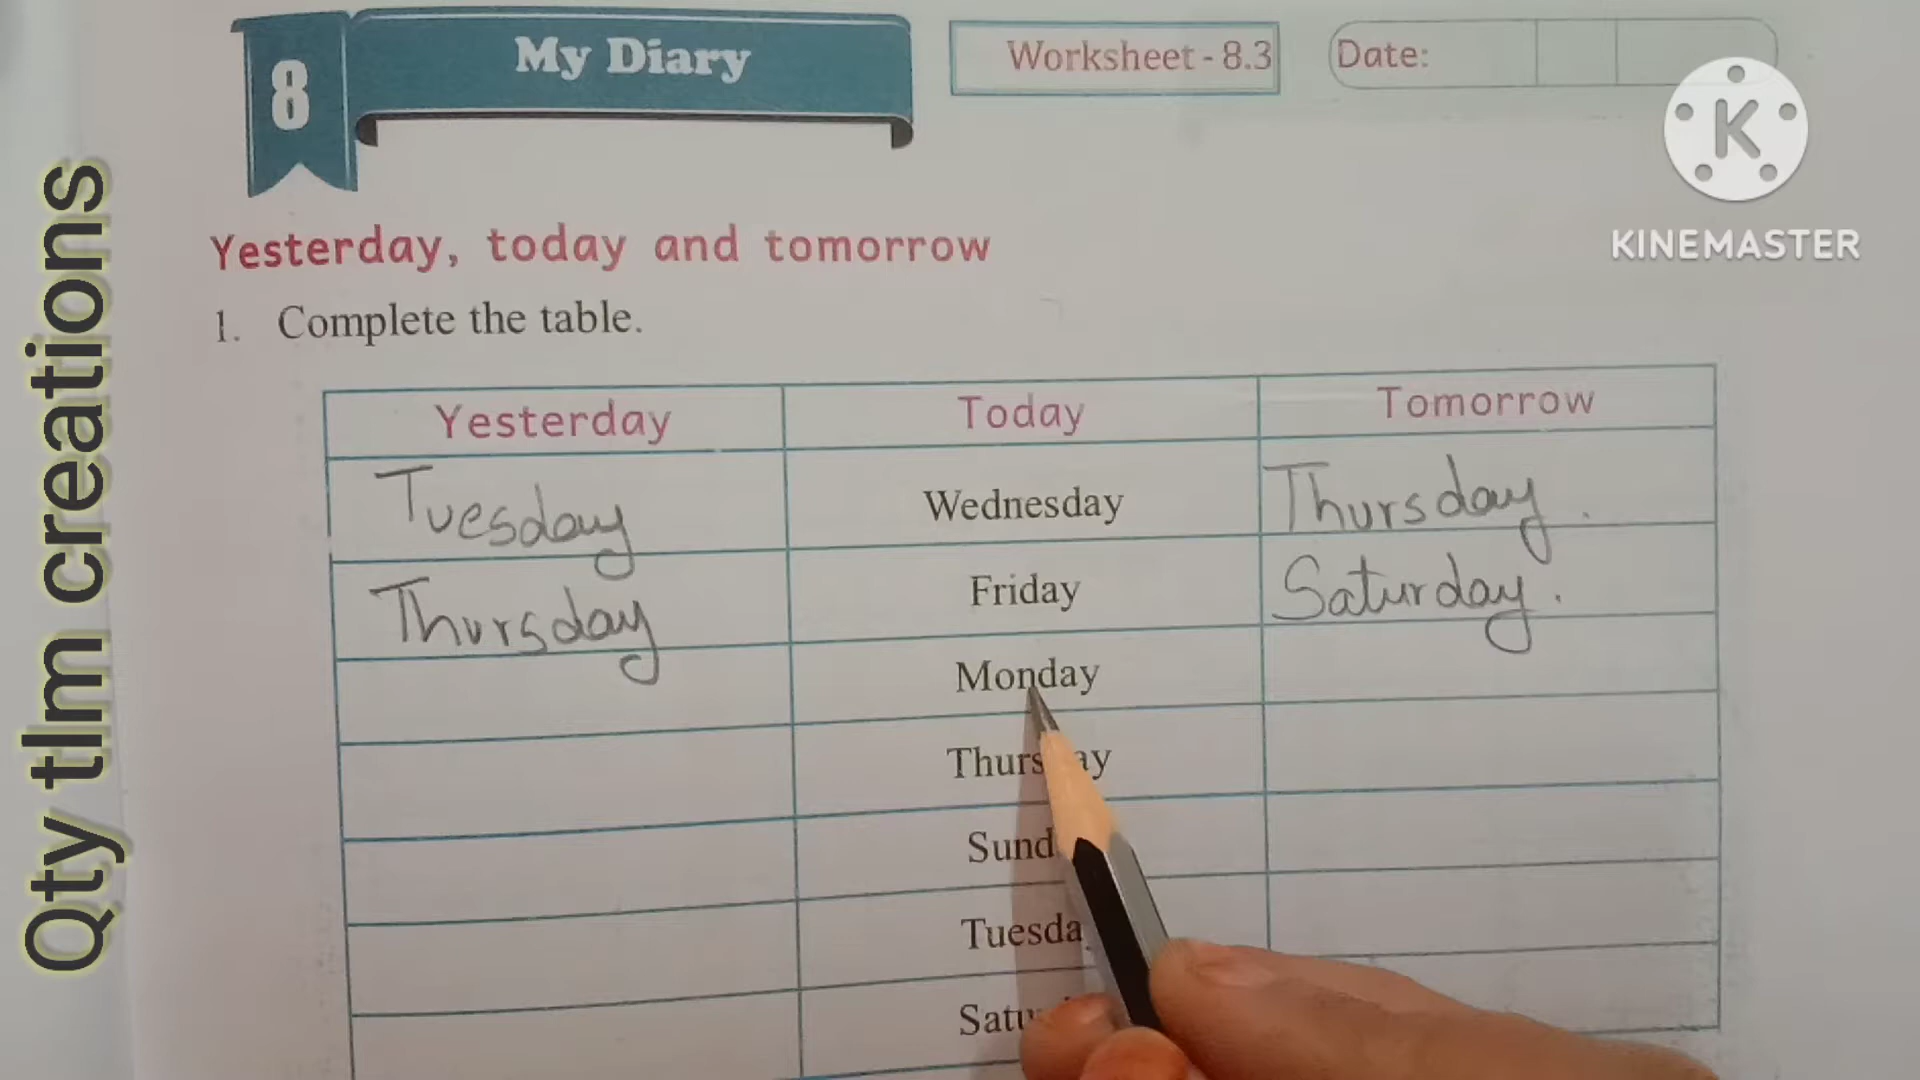 8
My Diary
Worksheet - 8.3
Date:
K
KINEMASTER
Qty tlm creations
Yesterday, today and tomorrow
1. Complete the table.
Yesterday Today Tomorrow
Tuesday Wednesday Thursday.
Thursday Friday Saturday.
Monday